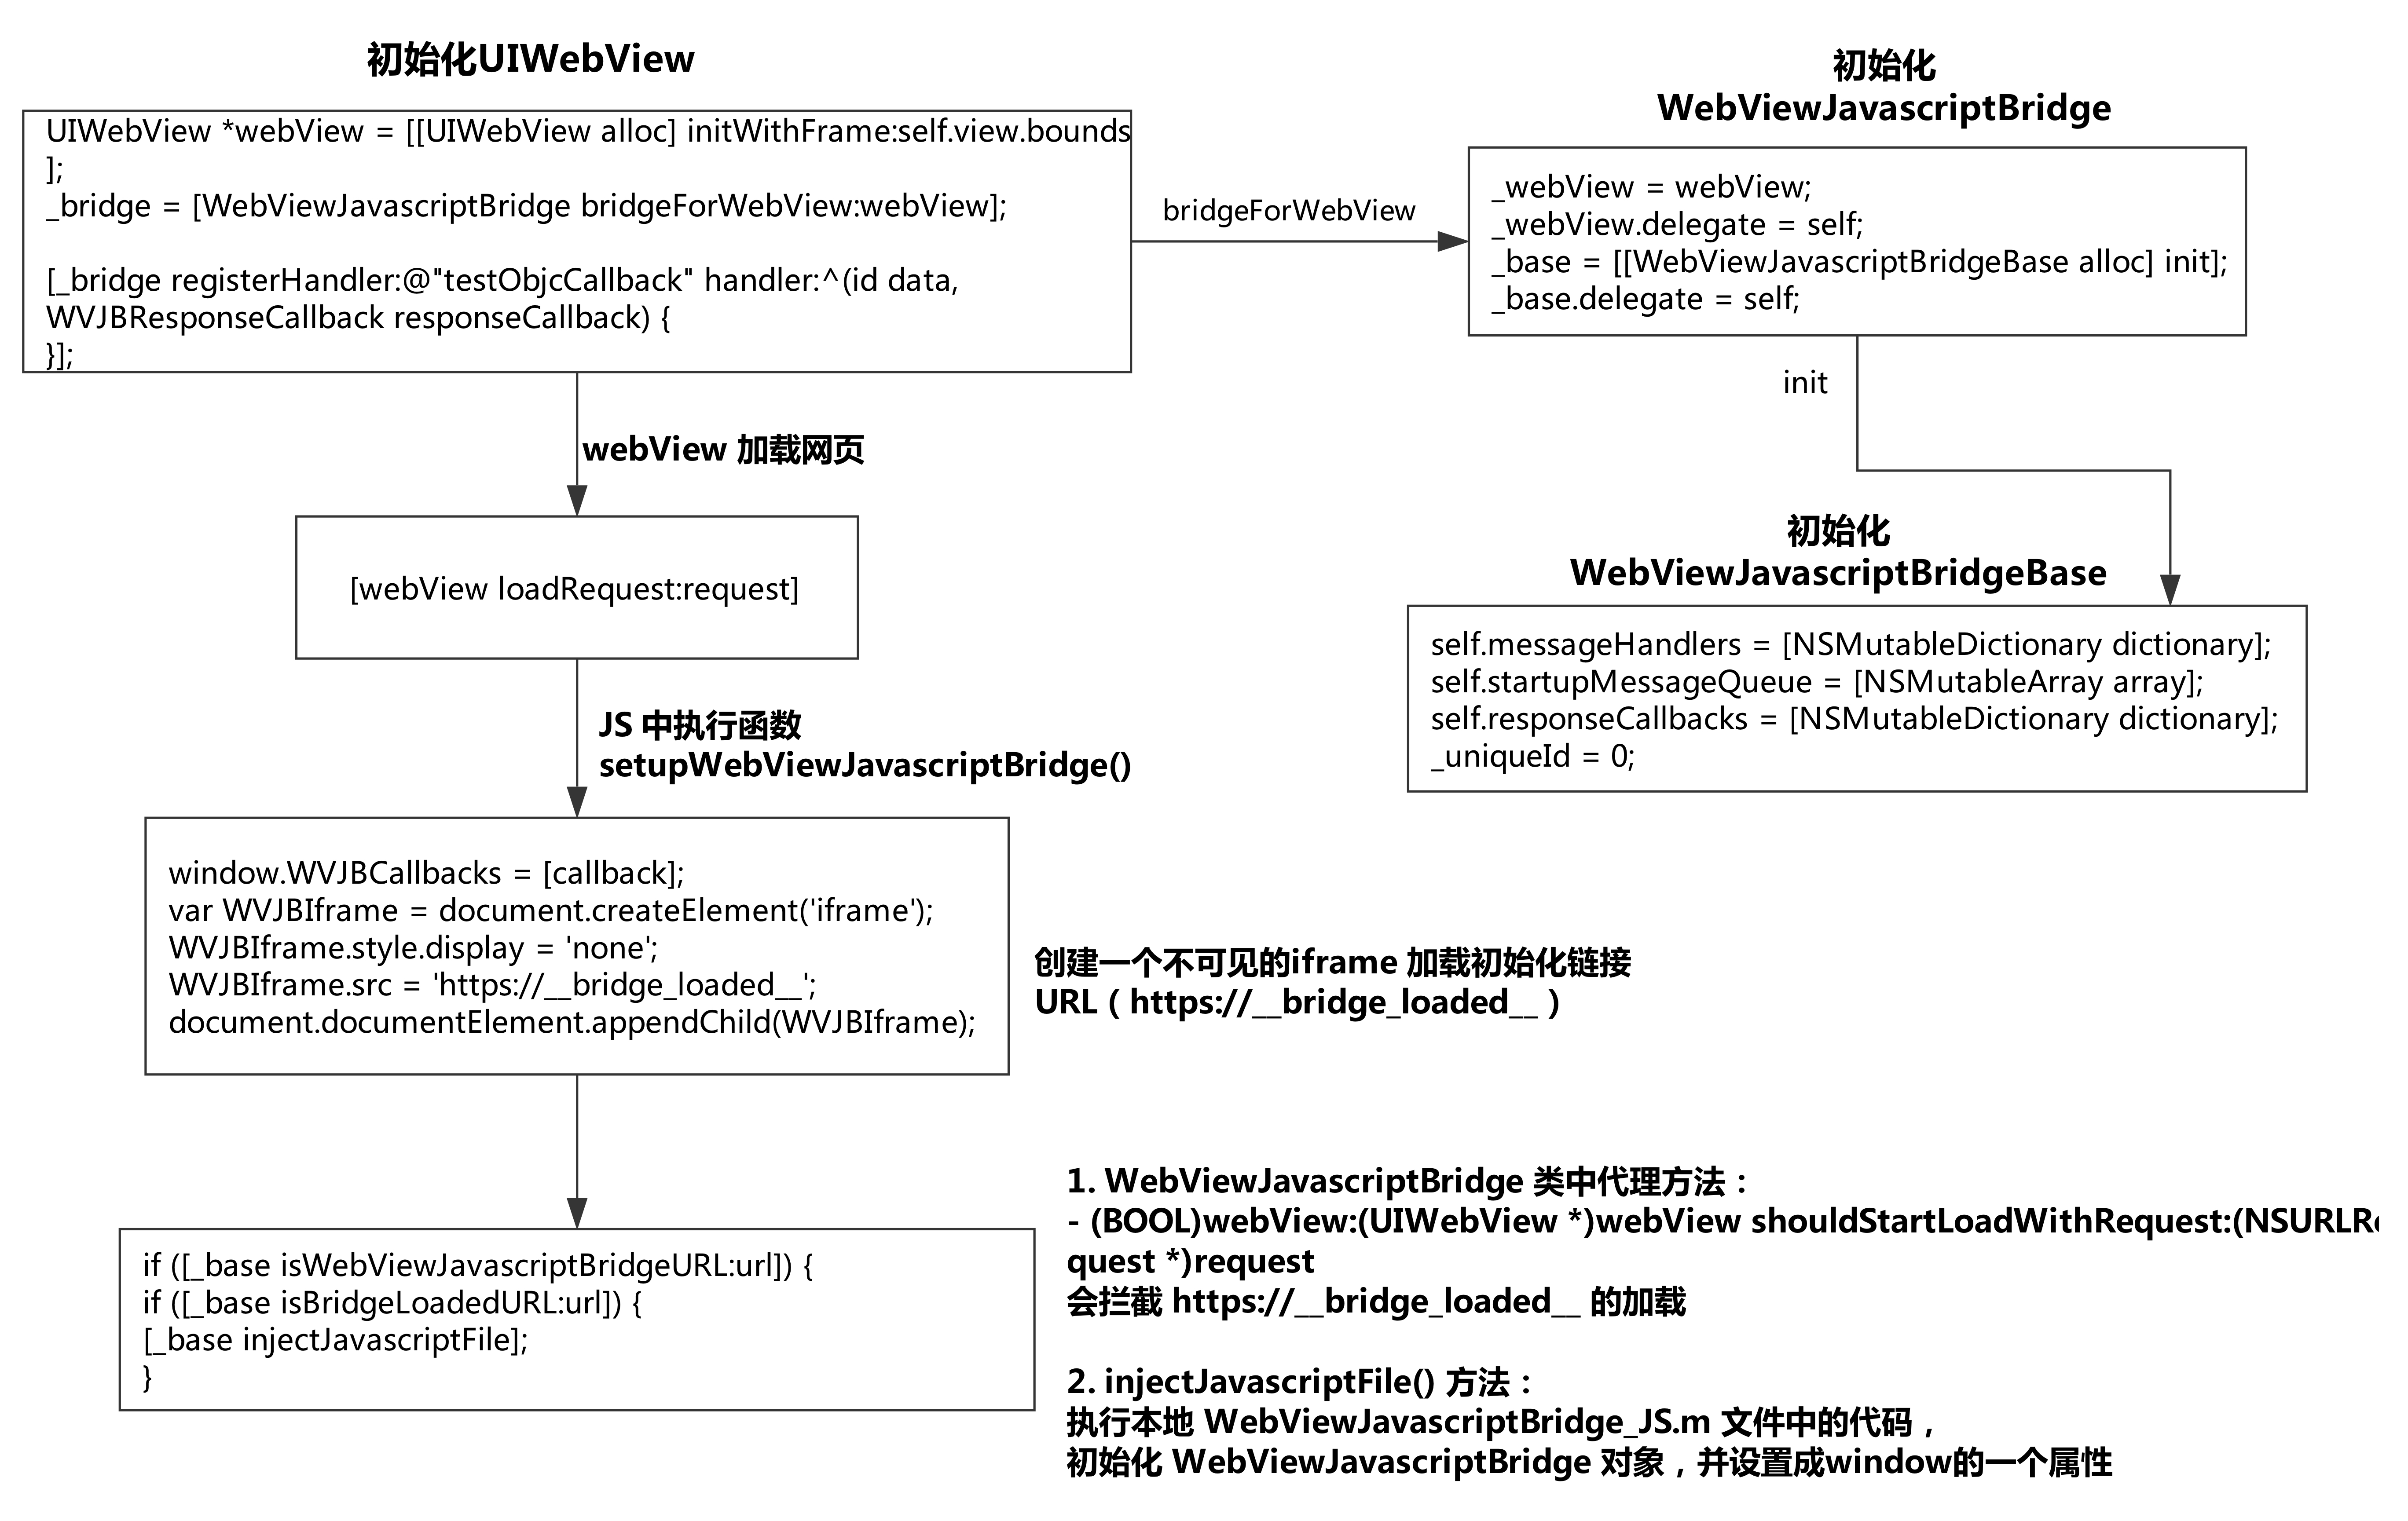 初始化UIWebView
UIWebView *webView = [[UIWebView alloc] initWithFrame:self.view.bounds
];
_bridge = [WebViewJavascriptBridge bridgeForWebView:webView];
[_bridge registerHandler:@"testObjcCallback" handler:^(id data,
WVJBResponseCallback responseCallback) {
}];
bridgeForWebView
初始化
WebViewJavascriptBridge
_webView = webView;
_webView.delegate = self;
_base = [[WebViewJavascriptBridgeBase alloc] init];
_base.delegate = self;
init
初始化
WebViewJavascriptBridgeBase
self.messageHandlers = [NSMutableDictionary dictionary];
self.startupMessageQueue = [NSMutableArray array];
self.responseCallbacks = [NSMutableDictionary dictionary];
_uniqueId = 0;
webView 加载网页
[webView loadRequest:request]
JS 中执行函数
setupWebViewJavascriptBridge()
window.WVJBCallbacks = [callback];
var WVJBIframe = document.createElement('iframe');
WVJBIframe.style.display = 'none';
WVJBIframe.src = 'https://__bridge_loaded__';
document.documentElement.appendChild(WVJBIframe);
创建一个不可见的iframe 加载初始化链接
URL（https://__bridge_loaded__）
if ([_base isWebViewJavascriptBridgeURL:url]) {
if ([_base isBridgeLoadedURL:url]) {
[_base injectJavascriptFile];
}
1. WebViewJavascriptBridge 类中代理方法：
- (BOOL)webView:(UIWebView *)webView shouldStartLoadWithRequest:(NSURLRe
quest *)request
会拦截 https://__bridge_loaded__ 的加载
2. injectJavascriptFile() 方法：
执行本地 WebViewJavascriptBridge_JS.m 文件中的代码，
初始化 WebViewJavascriptBridge 对象，并设置成window的一个属性